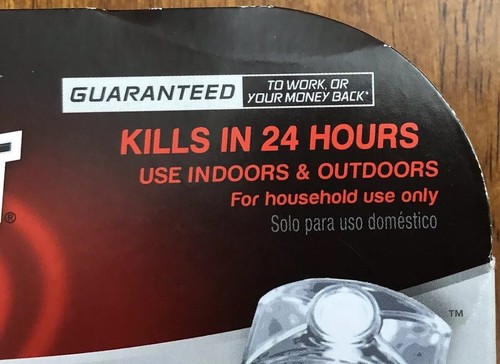 GUARANTEED
TO WORK, OR
YOUR MONEY BACK*
KILLS IN 24 HOURS
USE INDOORS & OUTDOORS
For household use only
Solo para uso doméstico
T®
TM